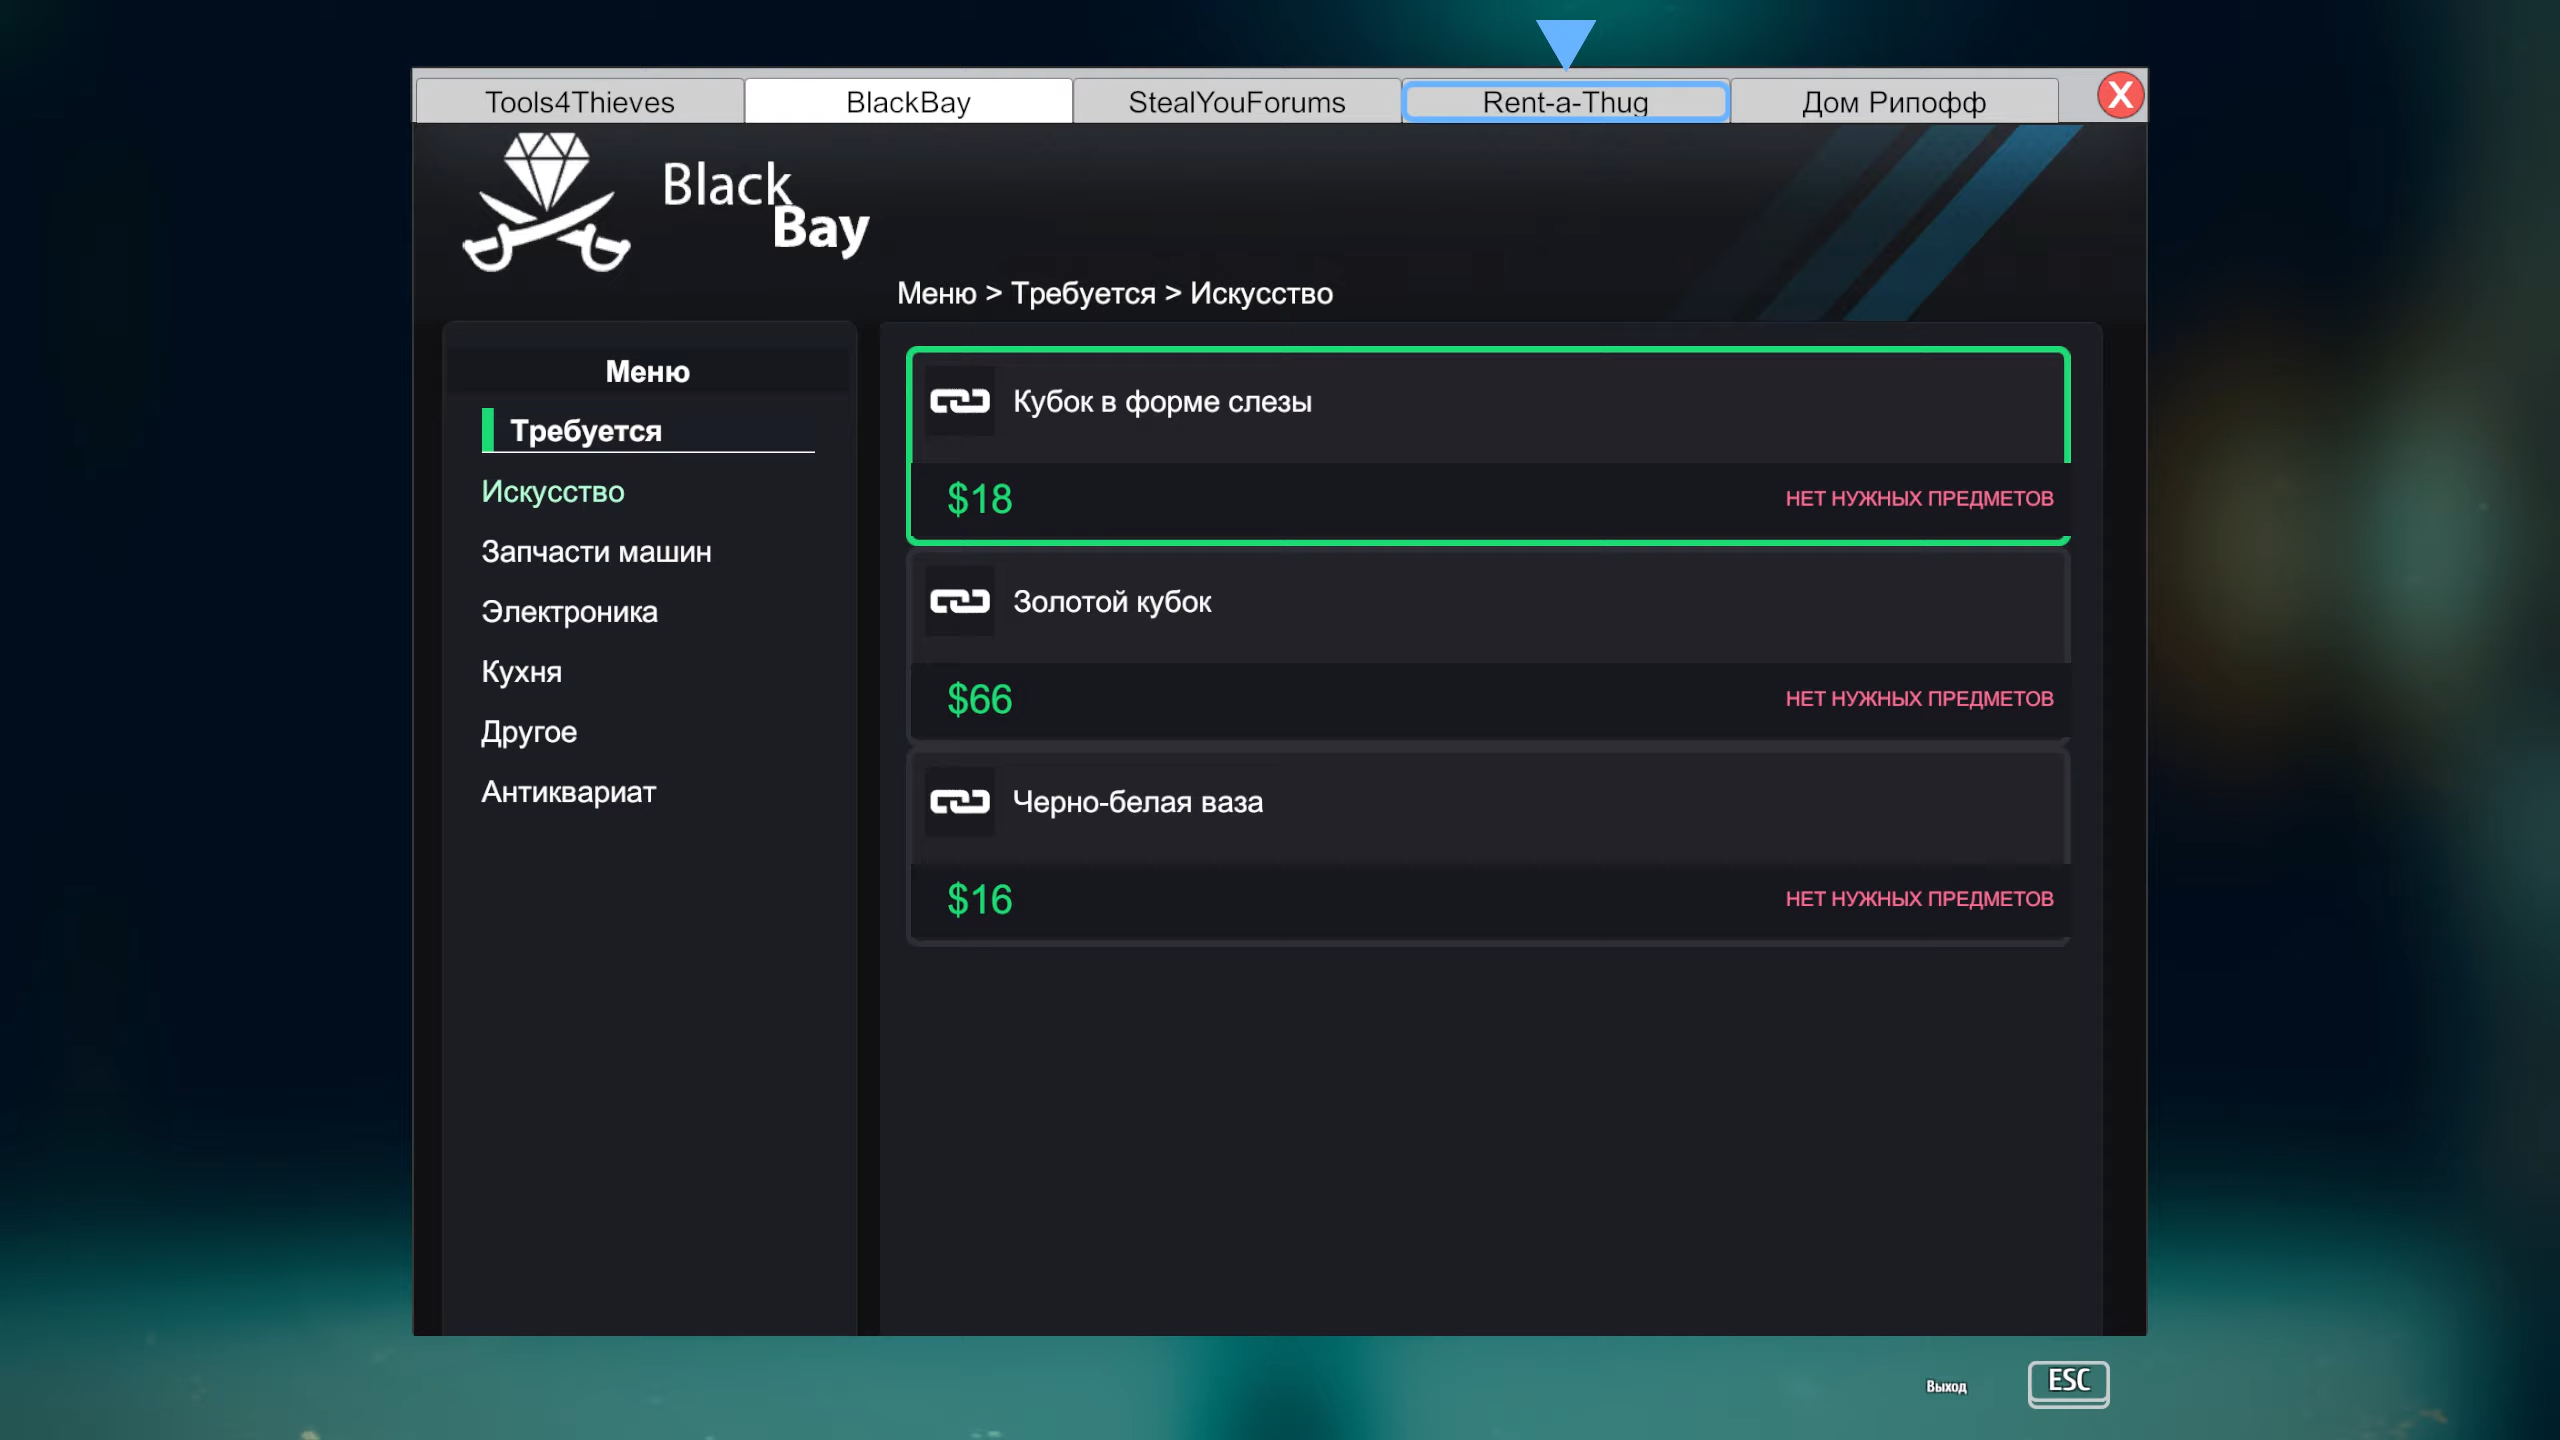 Tools4Thieves
BlackBay
StealYouForums
Rent-a-Thug
Дом Рипофф
X
Black
Bay
Меню > Требуется > Искусство
Меню
Требуется
Искусство
Запчасти машин
Электроника
Кухня
Другое
Антиквариат
Кубок в форме слезы
$18
НЕТ НУЖНЫХ ПРЕДМЕТОВ
Золотой кубок
$66
НЕТ НУЖНЫХ ПРЕДМЕТОВ
Черно-белая ваза
$16
НЕТ НУЖНЫХ ПРЕДМЕТОВ
Выход
ESC